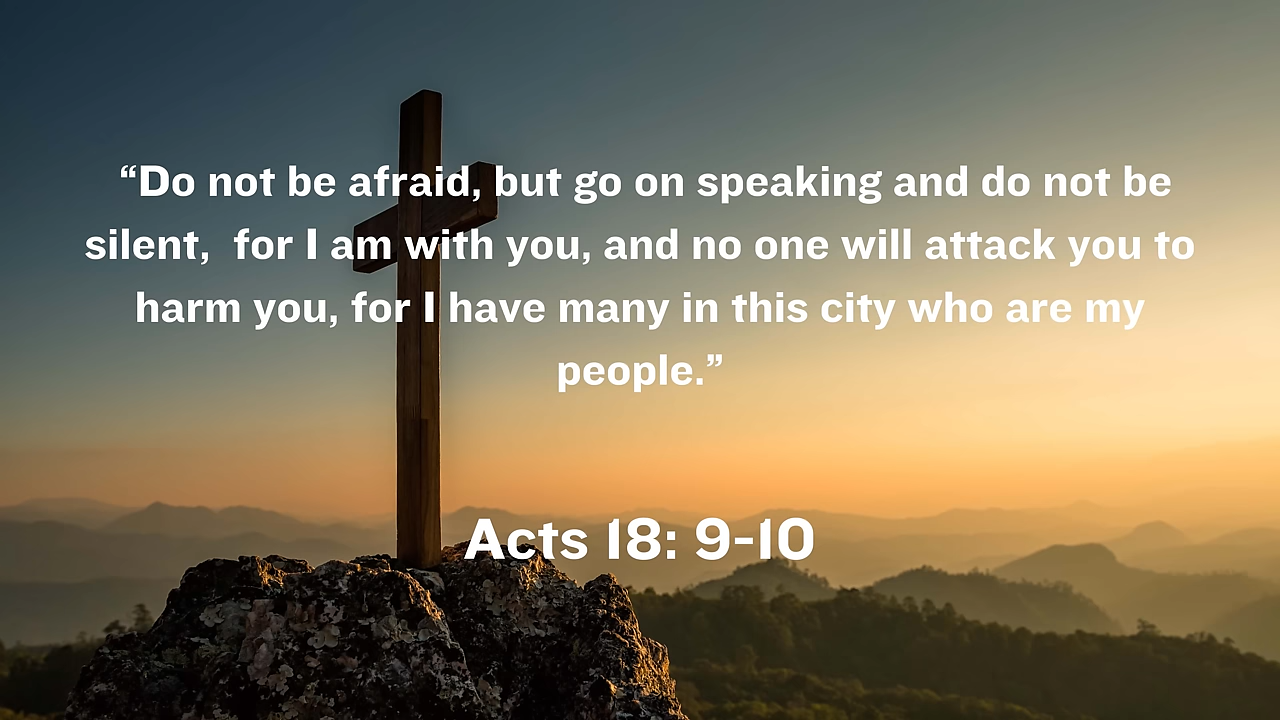 “Do not be afraid, but go on speaking and do not be
silent,  for I am with you, and no one will attack you to
harm you, for I have many in this city who are my
people.”
Acts 18: 9-10